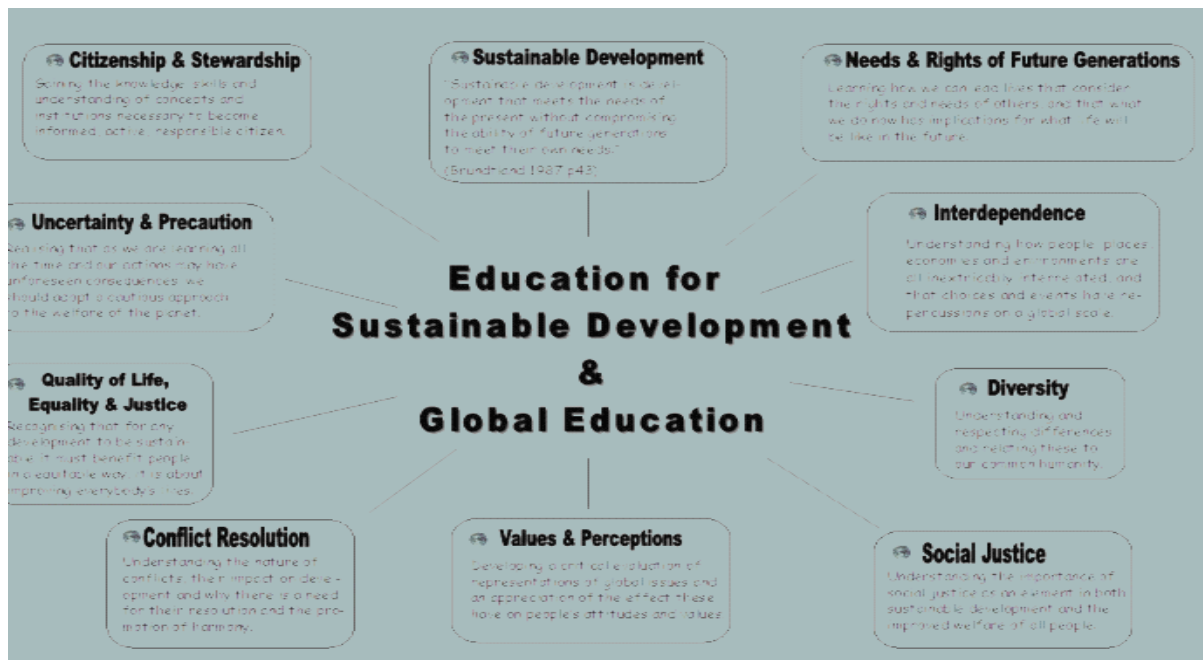 Citizenship & Stewardship
Gaining the knowledge, skills and
understanding of concepts and
institutions necessary to become
informed, active, responsible citizen.
Sustainable Development
"Sustainable development is devel-
opment that meets the needs of
the present without compromising
the ability of future generations
to meet their own needs."
(Brundtland 1987 p43)
Needs & Rights of Future Generations
Learning how we can lead lives that consider
the rights and needs of others, and that what
we do now has implications for what life will
be like in the future.
Uncertainty & Precaution
Realising that as we are learning all
the time and our actions may have
unforeseen consequences, we
should adopt a cautious approach
to the welfare of the planet.
Interdependence
Understanding how people, places,
economies and environments are
all inextricably interrelated, and
that choices and events have re-
percussions on a global scale.
Education for
Sustainable Development
&
Global Education
Quality of Life,
Equality & Justice
Recognising that for any
development to be sustain-
able, it must benefit people
in a equitable way. It is about
improving everybody's lives.
Diversity
Understanding and
respecting differences
and relating these to
our common humanity.
Conflict Resolution
Understanding the nature of
conflicts, their impact on devel-
opment and why there is a need
for their resolution and the pro-
motion of harmony.
Values & Perceptions
Developing a critical evaluation of
representations of global issues and
an appreciation of the effect these
have on people's attitudes and values.
Social Justice
Understanding the importance of
social justice as an element in both
sustainable development and the
improved welfare of all people.